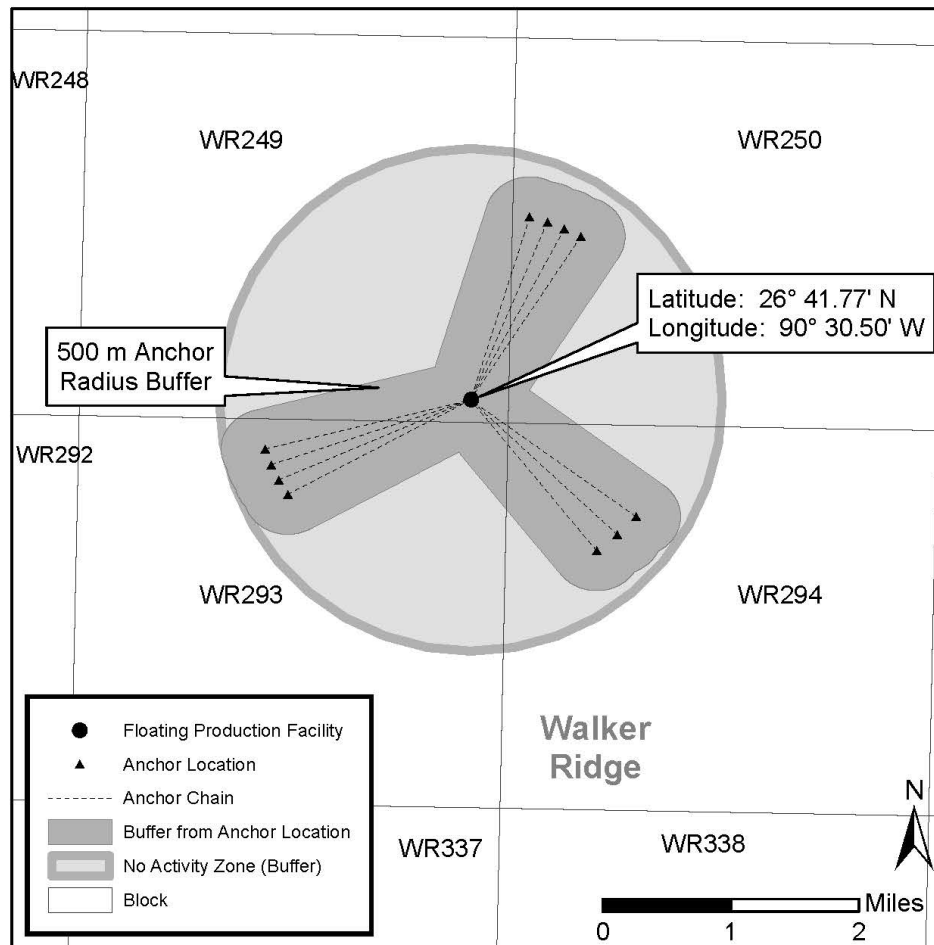 WR248
WR249
WR250
Latitude:  26° 41.77' N
Longitude:  90° 30.50' W
500 m Anchor
Radius Buffer
WR292
WR293
WR294
Walker
Ridge
Floating Production Facility
Anchor Location
Anchor Chain
Buffer from Anchor Location
No Activity Zone (Buffer)
Block
WR337
WR338
N
Miles
0
1
2